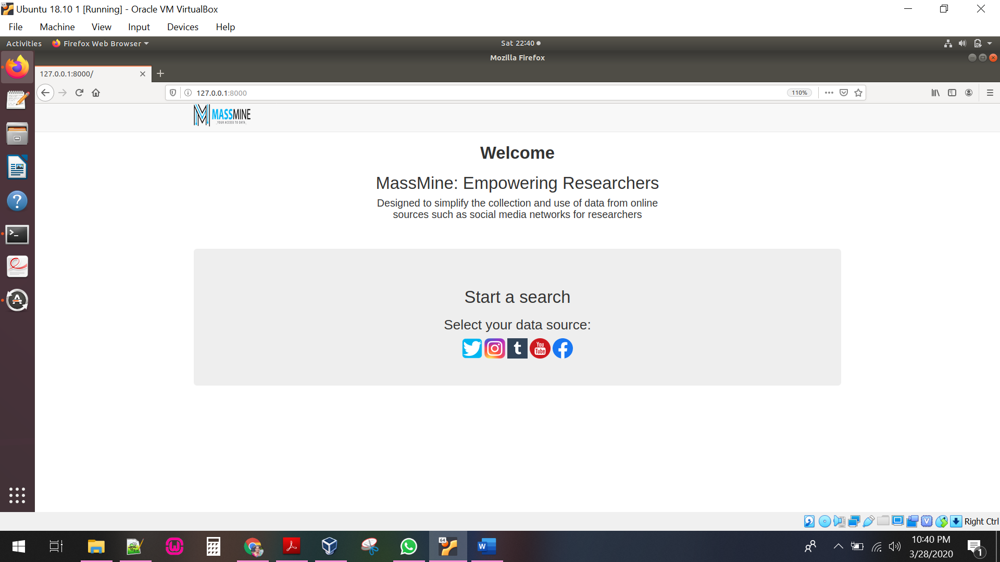 Ubuntu 18.10 1 [Running] - Oracle VM VirtualBox
File Machine View Input Devices Help
Activities Firefox Web Browser Sat 22:40
Mozilla Firefox
127.0.0.1:8000/
127.0.0.1:8000 110%
MASSMINE
_YOUR ACCESS TO DATA_
Welcome
MassMine: Empowering Researchers
Designed to simplify the collection and use of data from online
sources such as social media networks for researchers
Start a search
Select your data source:
t You Tube f
Right Ctrl
64 W 10:40 PM
3/28/2020 1